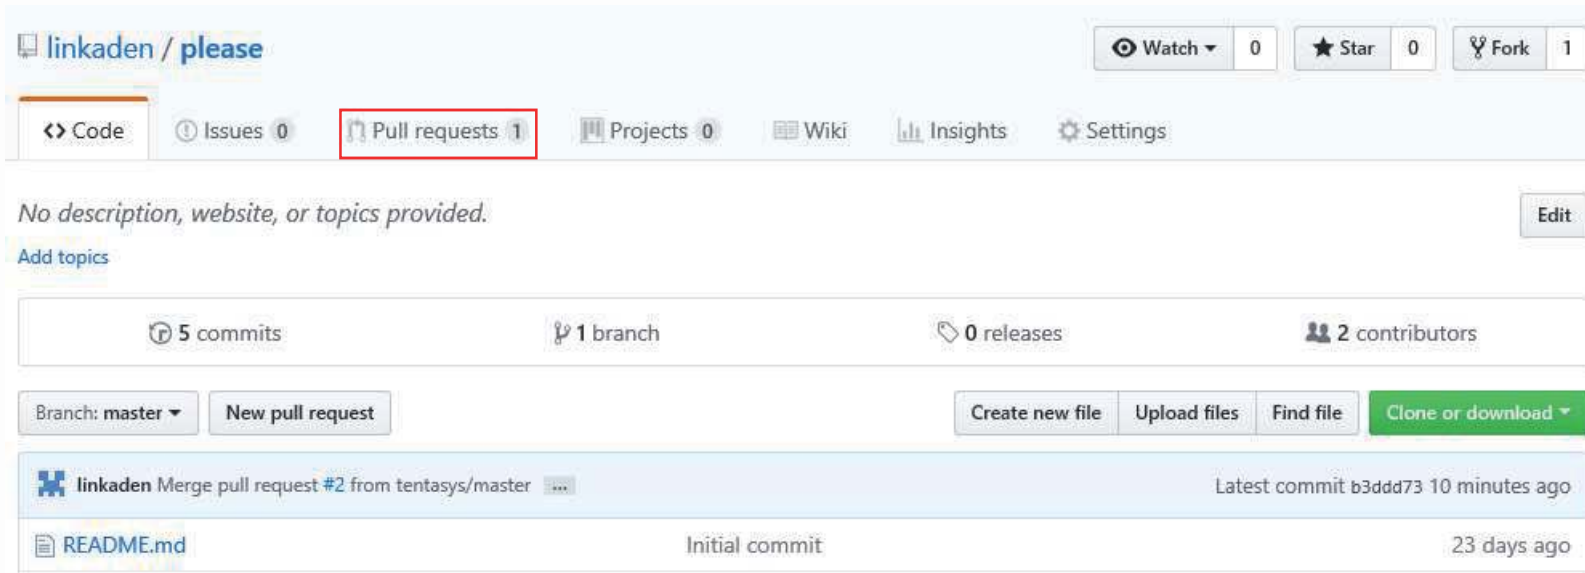 linkaden / please Watch 0 Star 0 Fork 1
Code Issues 0 Pull requests 1 Projects 0 Wiki Insights Settings
No description, website, or topics provided. Edit
Add topics
5 commits 1 branch 0 releases 2 contributors
Branch: master New pull request Create new file Upload files Find file Clone or download
linkaden Merge pull request #2 from tentasys/master ... Latest commit b3ddd73 10 minutes ago
README.md Initial commit 23 days ago